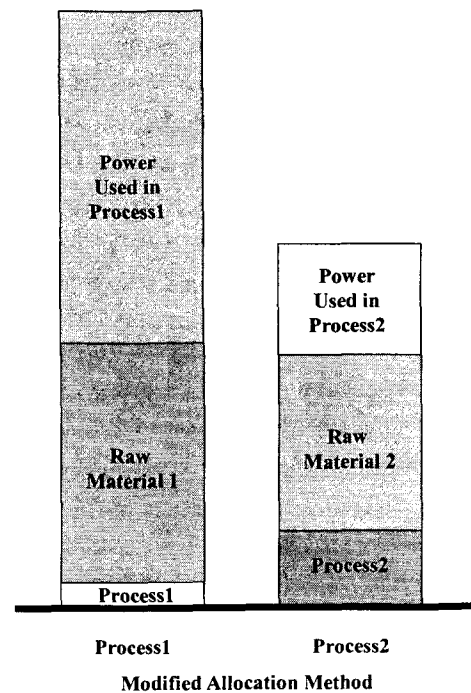 Power
Used in
Process1
Raw
Material 1
Process1
Power
Used in
Process2
Raw
Material 2
Process2
Process1
Process2
Modified Allocation Method